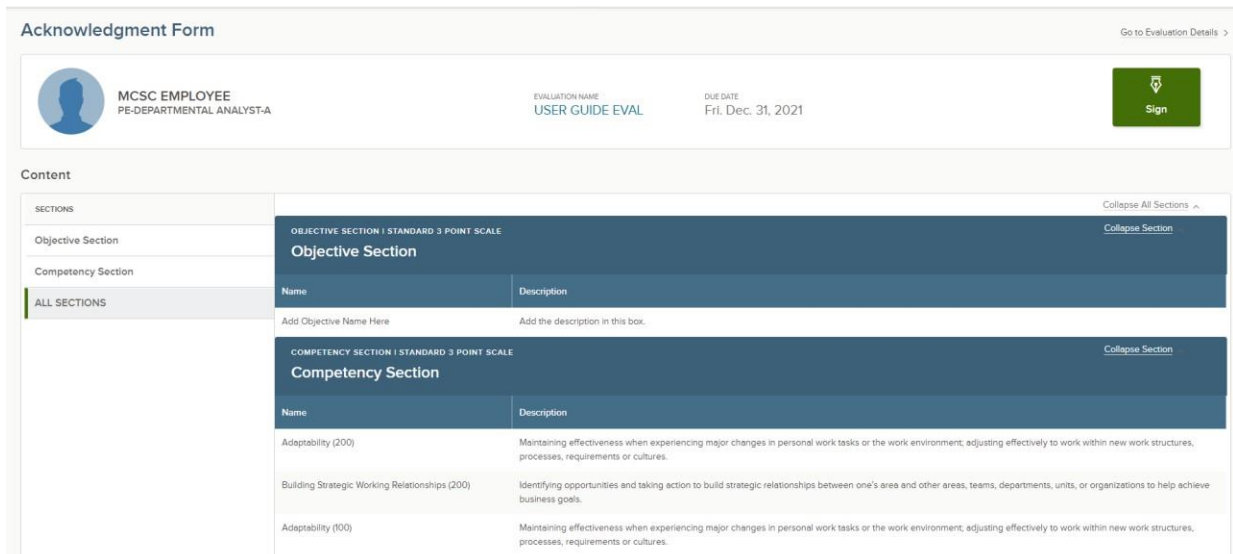 Acknowledgment Form
Go to Evaluation Details >
MCSC EMPLOYEE
PE-DEPARTMENTAL ANALYST-A
EVALUATION NAME
USER GUIDE EVAL
DUE DATE
Fri. Dec. 31, 2021
Sign
Content
SECTIONS
Objective Section
Competency Section
ALL SECTIONS
Collapse All Sections
OBJECTIVE SECTION | STANDARD 3 POINT SCALE
Collapse Section
Objective Section
Name
Description
Add Objective Name Here
Add the description in this box.
COMPETENCY SECTION | STANDARD 3 POINT SCALE
Collapse Section
Competency Section
Name
Description
Adaptability (200)
Maintaining effectiveness when experiencing major changes in personal work tasks or the work environment; adjusting effectively to work within new work structures,
processes, requirements or cultures.
Building Strategic Working Relationships (200)
Identifying opportunities and taking action to build strategic relationships between one's area and other areas, teams, departments, units, or organizations to help achieve
business goals.
Adaptability (100)
Maintaining effectiveness when experiencing major changes in personal work tasks or the work environment; adjusting effectively to work within new work structures,
processes, requirements or cultures.